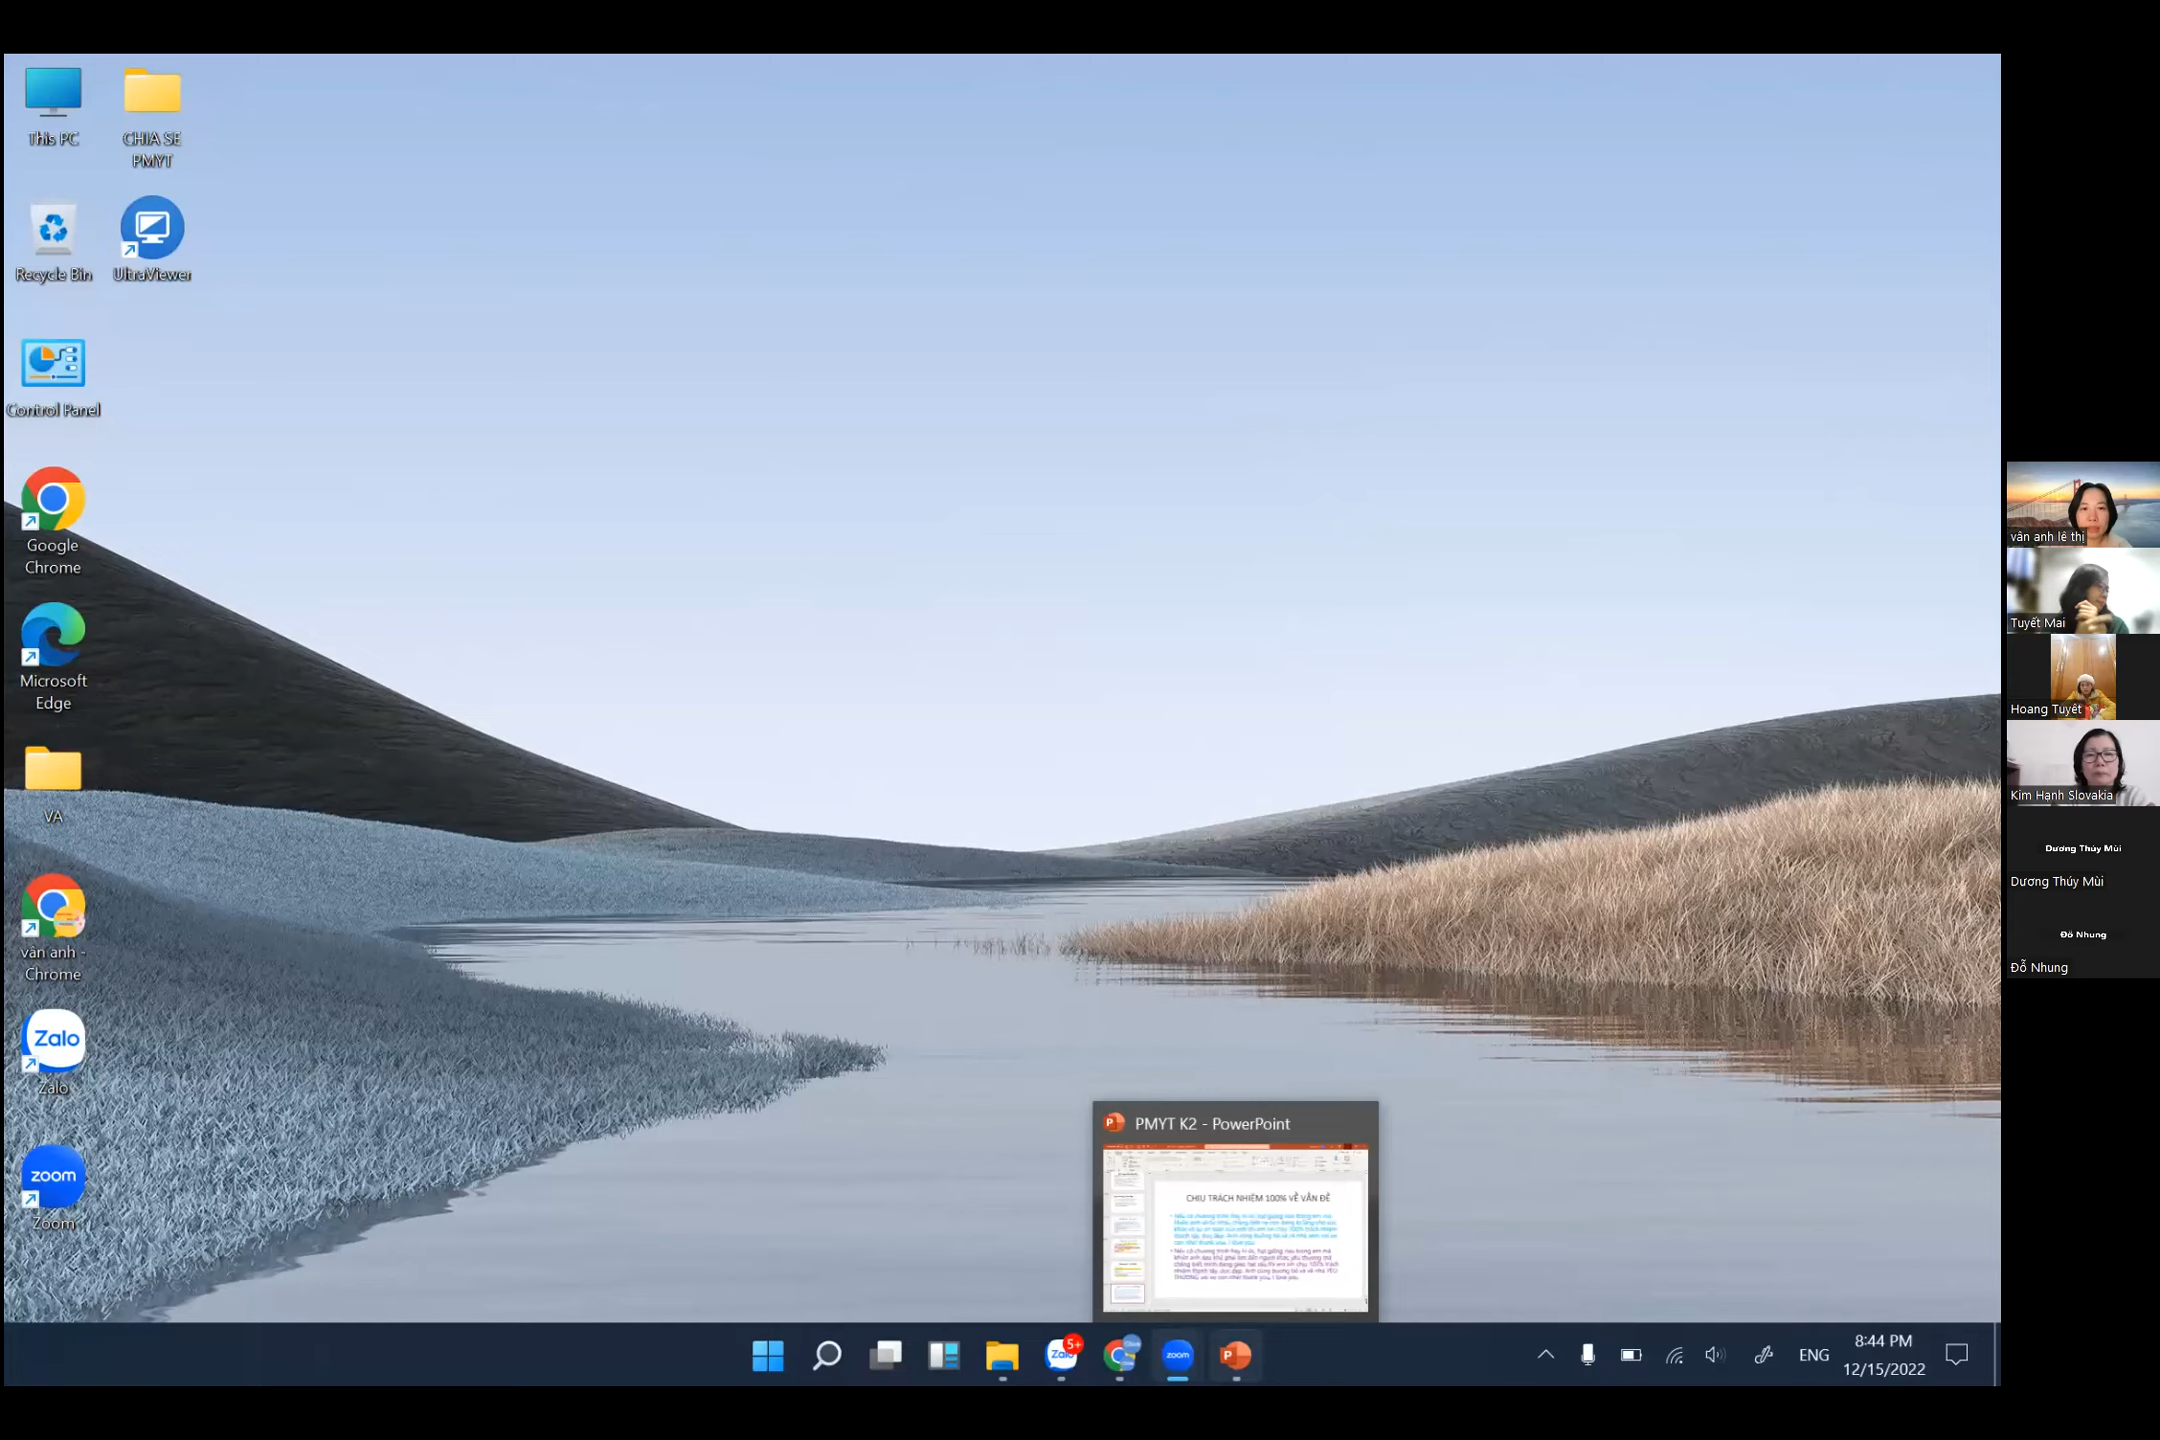 This PC
CHIA SE
PMYT
Recycle Bin
UltraViewer
Control Panel
Google
Chrome
Microsoft
Edge
VA
vân anh -
Chrome
Zalo
Zalo
zoom
Zoom
PMYT K2 - PowerPoint
CHỊU TRÁCH NHIỆM 100% VỀ VẤN ĐỀ
5+
zoom
ENG
8:44 PM
12/15/2022
vân anh lê thị
Tuyết Mai
Hoang Tuyết
Kim Hạnh Slovakia
Dương Thúy Mùi
Dương Thúy Mùi
Đỗ Nhung
Đỗ Nhung